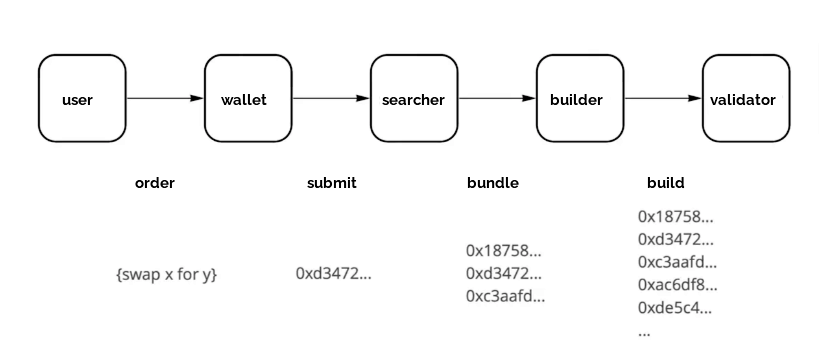 user
wallet
searcher
builder
validator
order
submit
bundle
build
{swap x for y}
0xd3472...
0x18758...
0xd3472...
0xc3aafd...
0x18758...
0xd3472...
0xc3aafd...
0xac6df8...
0xde5c4...
...